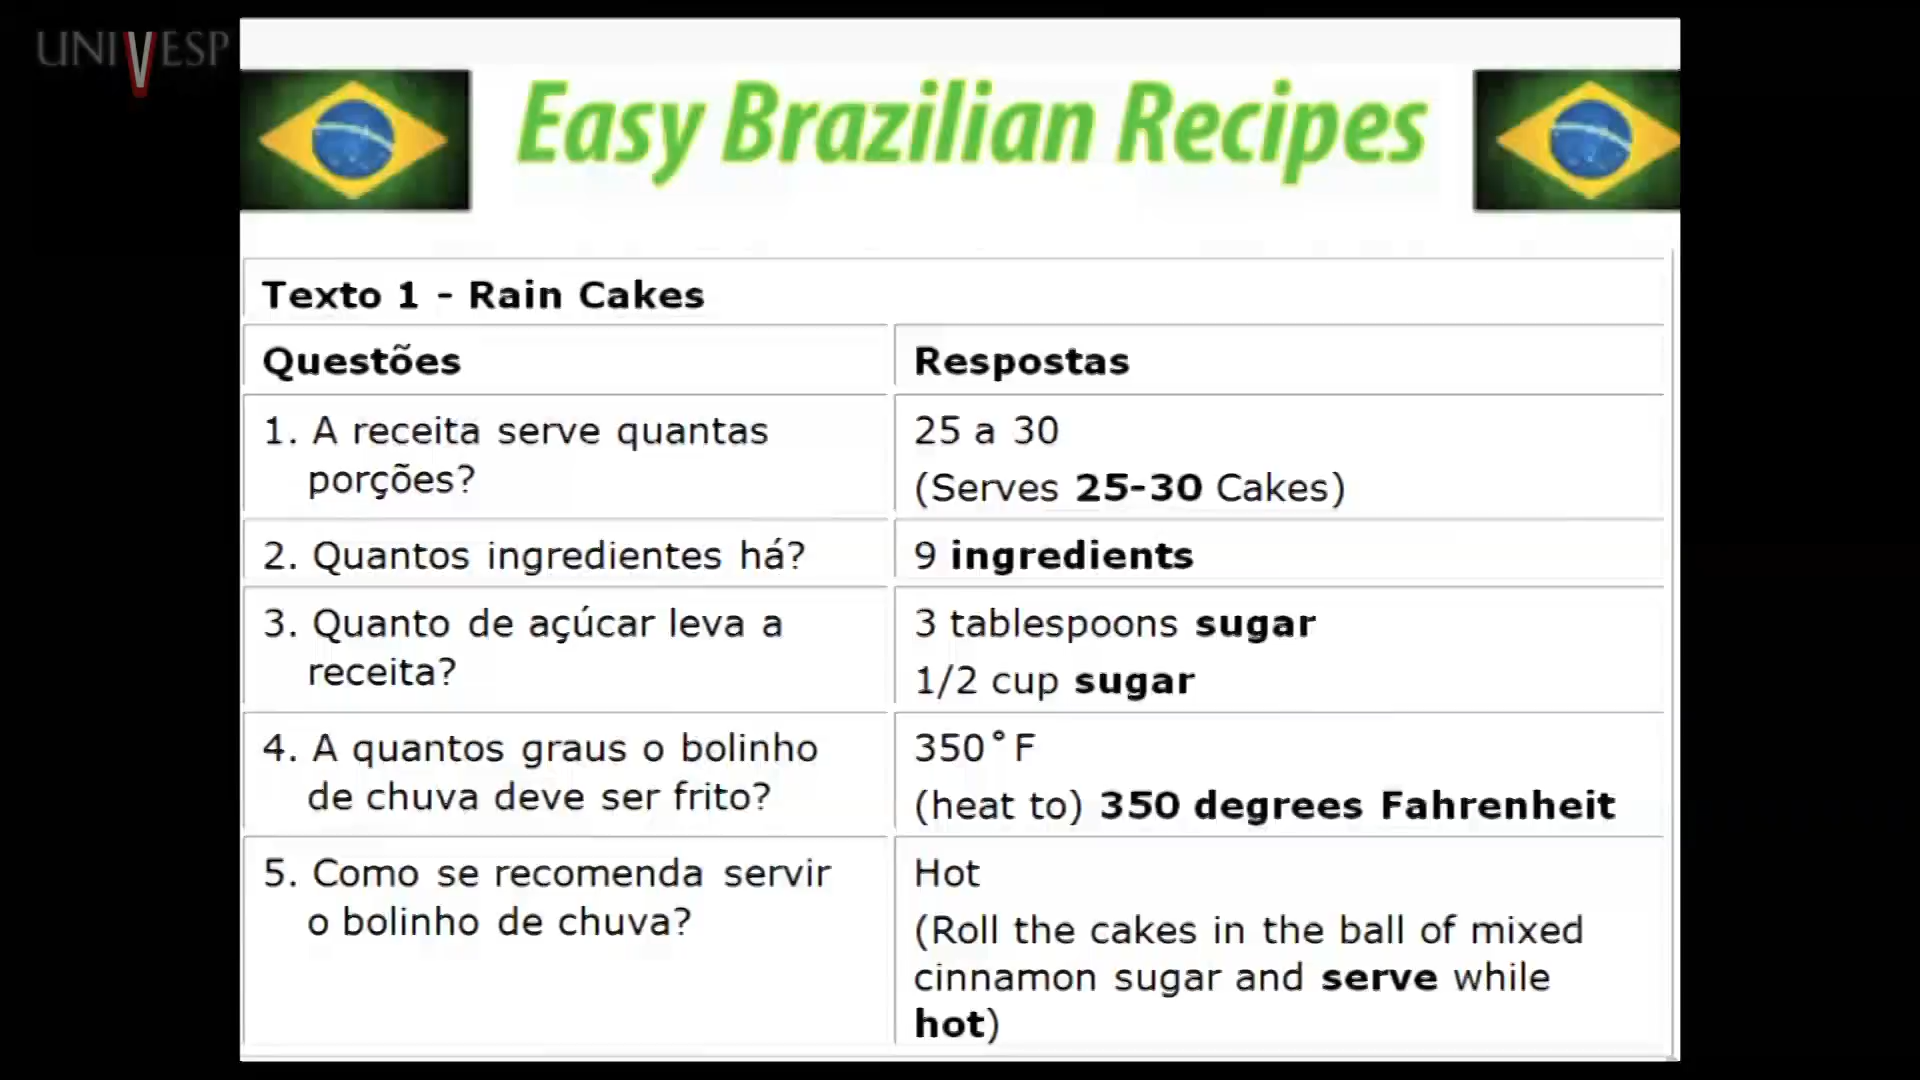 UNIVESP
Easy Brazilian Recipes
Texto 1 - Rain Cakes
Questões
Respostas
1. A receita serve quantas
porções?
25 a 30
(Serves 25-30 Cakes)
2. Quantos ingredientes há?
9 ingredients
3. Quanto de açúcar leva a
receita?
3 tablespoons sugar
1/2 cup sugar
4. A quantos graus o bolinho
de chuva deve ser frito?
350°F
(heat to) 350 degrees Fahrenheit
5. Como se recomenda servir
o bolinho de chuva?
Hot
(Roll the cakes in the ball of mixed
cinnamon sugar and serve while
hot)